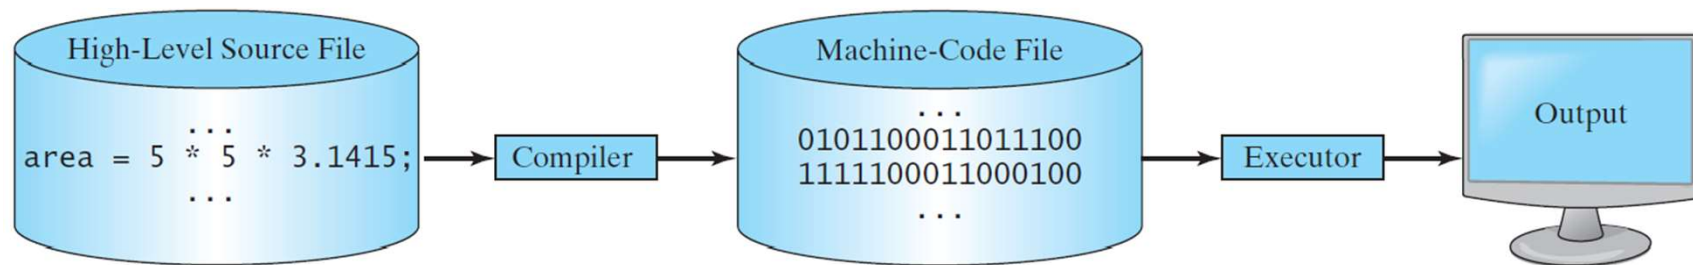 High-Level Source File
...
area = 5 * 5 * 3.1415;
...
Compiler
Machine-Code File
...
0101100011011100
1111100011000100
...
Executor
Output